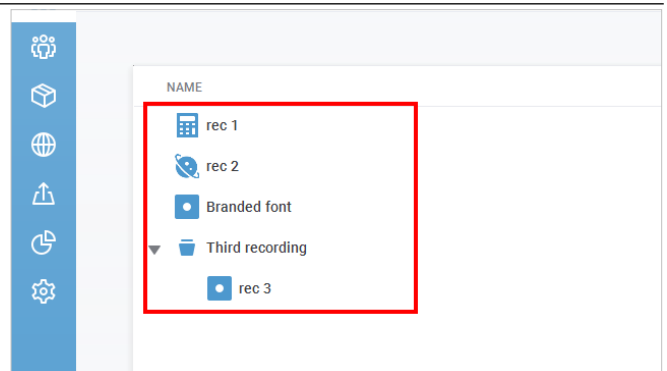 NAME
rec 1
rec 2
Branded font
Third recording
rec 3